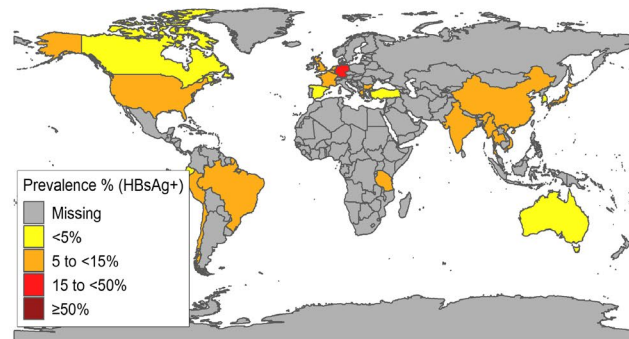 Prevalence % (HBsAg+)
Missing
<5%
5 to <15%
15 to <50%
≥50%